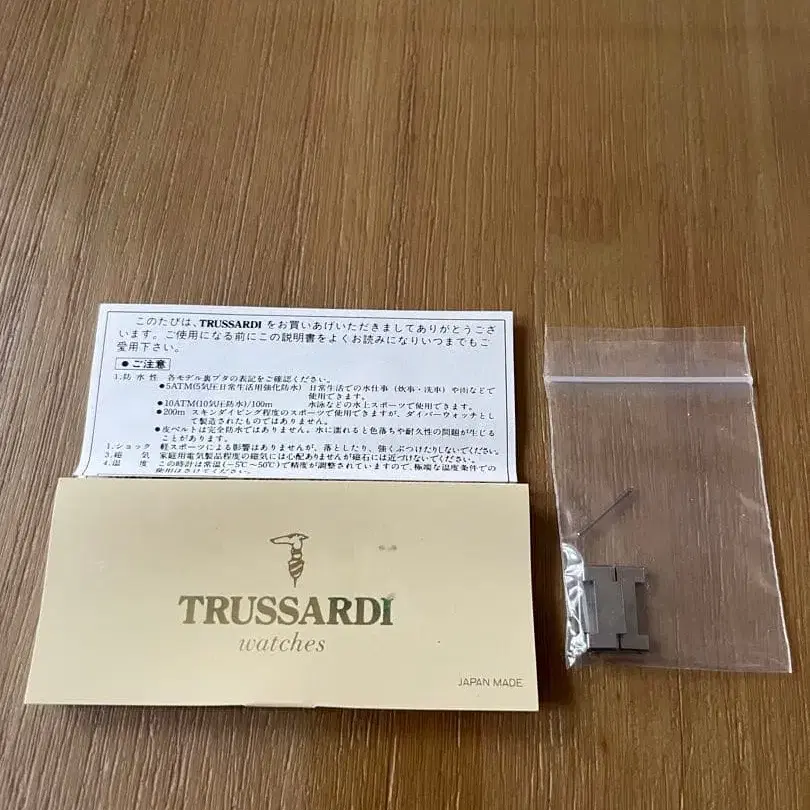 このたびは、TRUSSARDI をお買いあげいただきましてありがとうござ
います。ご使用になる前にこの説明書をよくお読みになりいつまでもご
愛用下さい。
●ご注意
1.防 水 性 各モデル裏ブタの表記をご確認ください。
●5ATM(5気圧日常生活用強化防水) 日常生活での水仕事(炊事・洗車)や雨などで
使用できます。
●10ATM(10気圧防水)/100m 水泳などの水上スポーツで使用できます。
●200m スキンダイビング程度のスポーツで使用できますが、ダイバーウォッチとし
て製造されたものではありません。
●皮ベルトは完全防水ではありません。水に濡れると色落ちや耐久性の問題が生じる
ことがあります。
1.ショック 軽スポーツによる影響はありませんが、落としたり、強くぶつけたりしないでください。
3.磁 気 家庭用電気製品程度の磁気には心配ありませんが磁石には近づけないでください。
4.温 度 この時計は常温(−5℃〜50℃)で精度が調整されていますので、極端な温度条件での
使用はさけてください。
TRUSSARDI
watches
JAPAN MADE